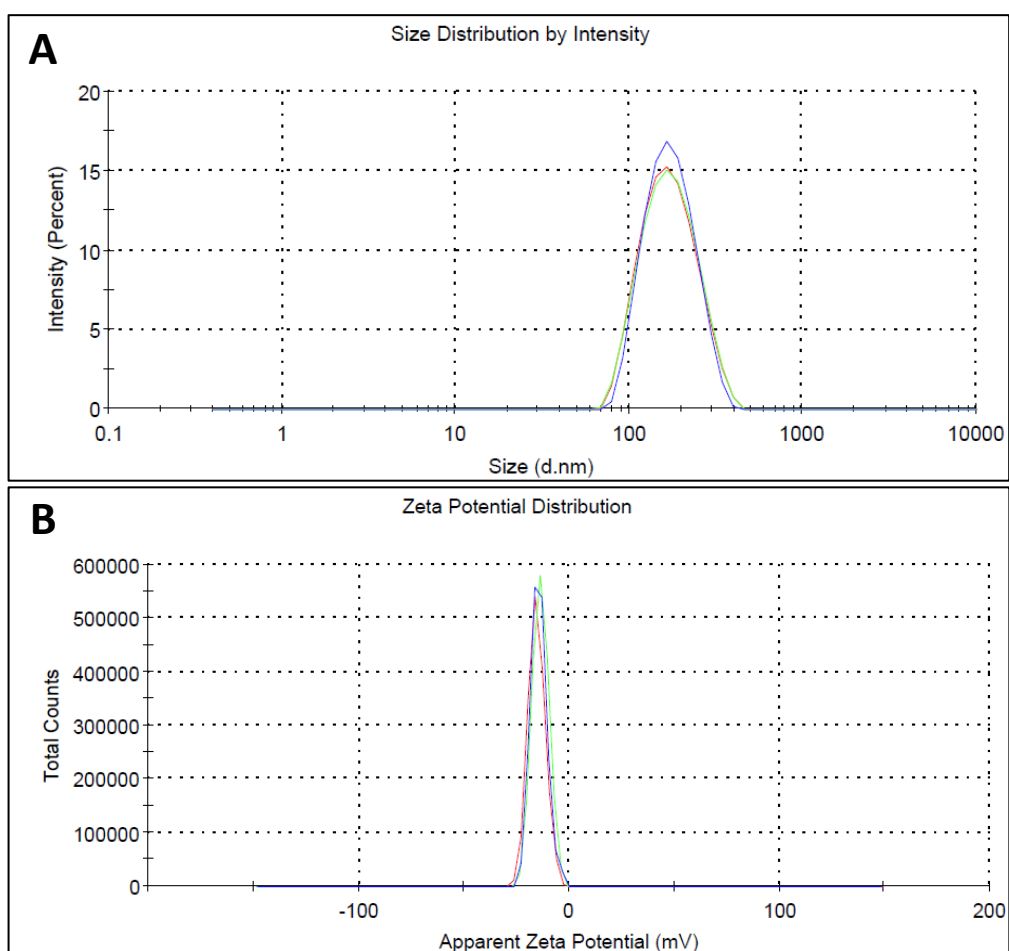 A
Size Distribution by Intensity
Intensity (Percent)
20
15
10
5
0
0.1 1 10 100 1000 10000
Size (d.nm)
B
Zeta Potential Distribution
Total Counts
600000
500000
400000
300000
200000
100000
0
-100 0 100 200
Apparent Zeta Potential (mV)